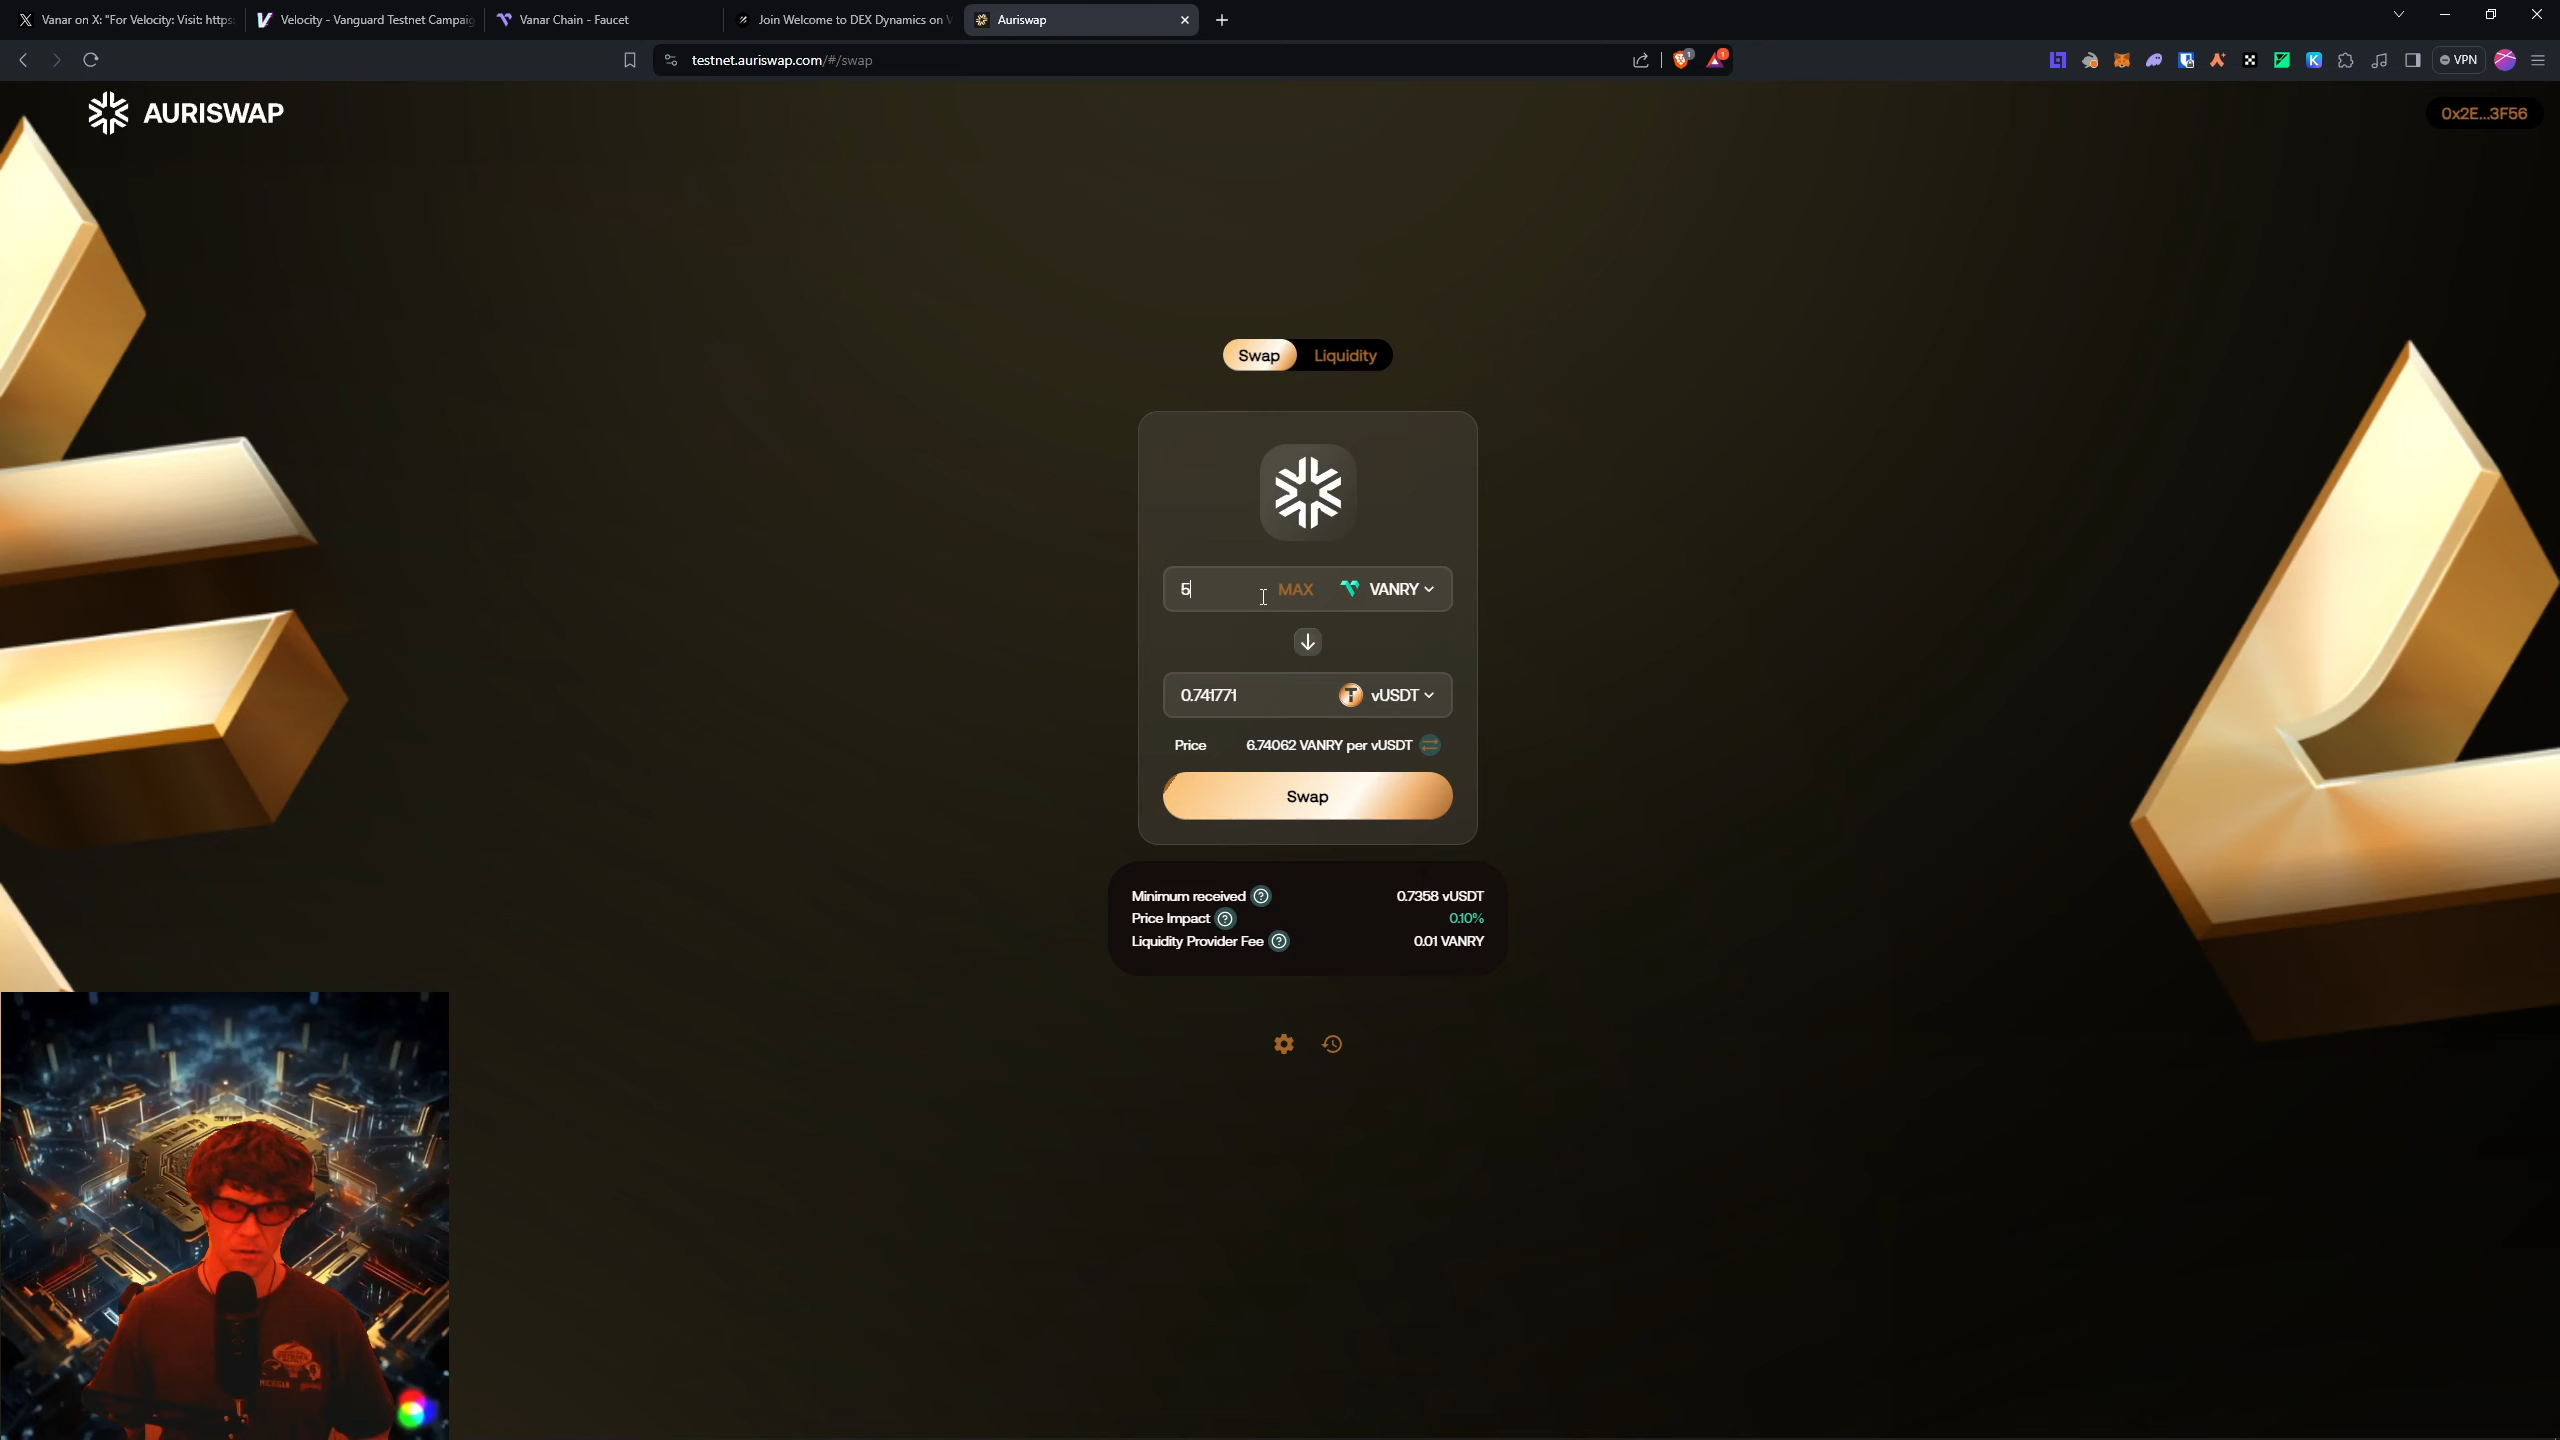 Vanar on X: "For Velocity: Visit: https:
Velocity - Vanguard Testnet Campaig
Vanar Chain - Faucet
Join Welcome to DEX Dynamics on V
Auriswap
testnet.auriswap.com/#/swap
1
1
VPN
AURISWAP
0x2E...3F56
Swap
Liquidity
5
MAX
VANRY
0.741771
vUSDT
Price
6.74062 VANRY per vUSDT
Swap
Minimum received
0.7358 vUSDT
Price Impact
0.10%
Liquidity Provider Fee
0.01 VANRY
MICHIGAN